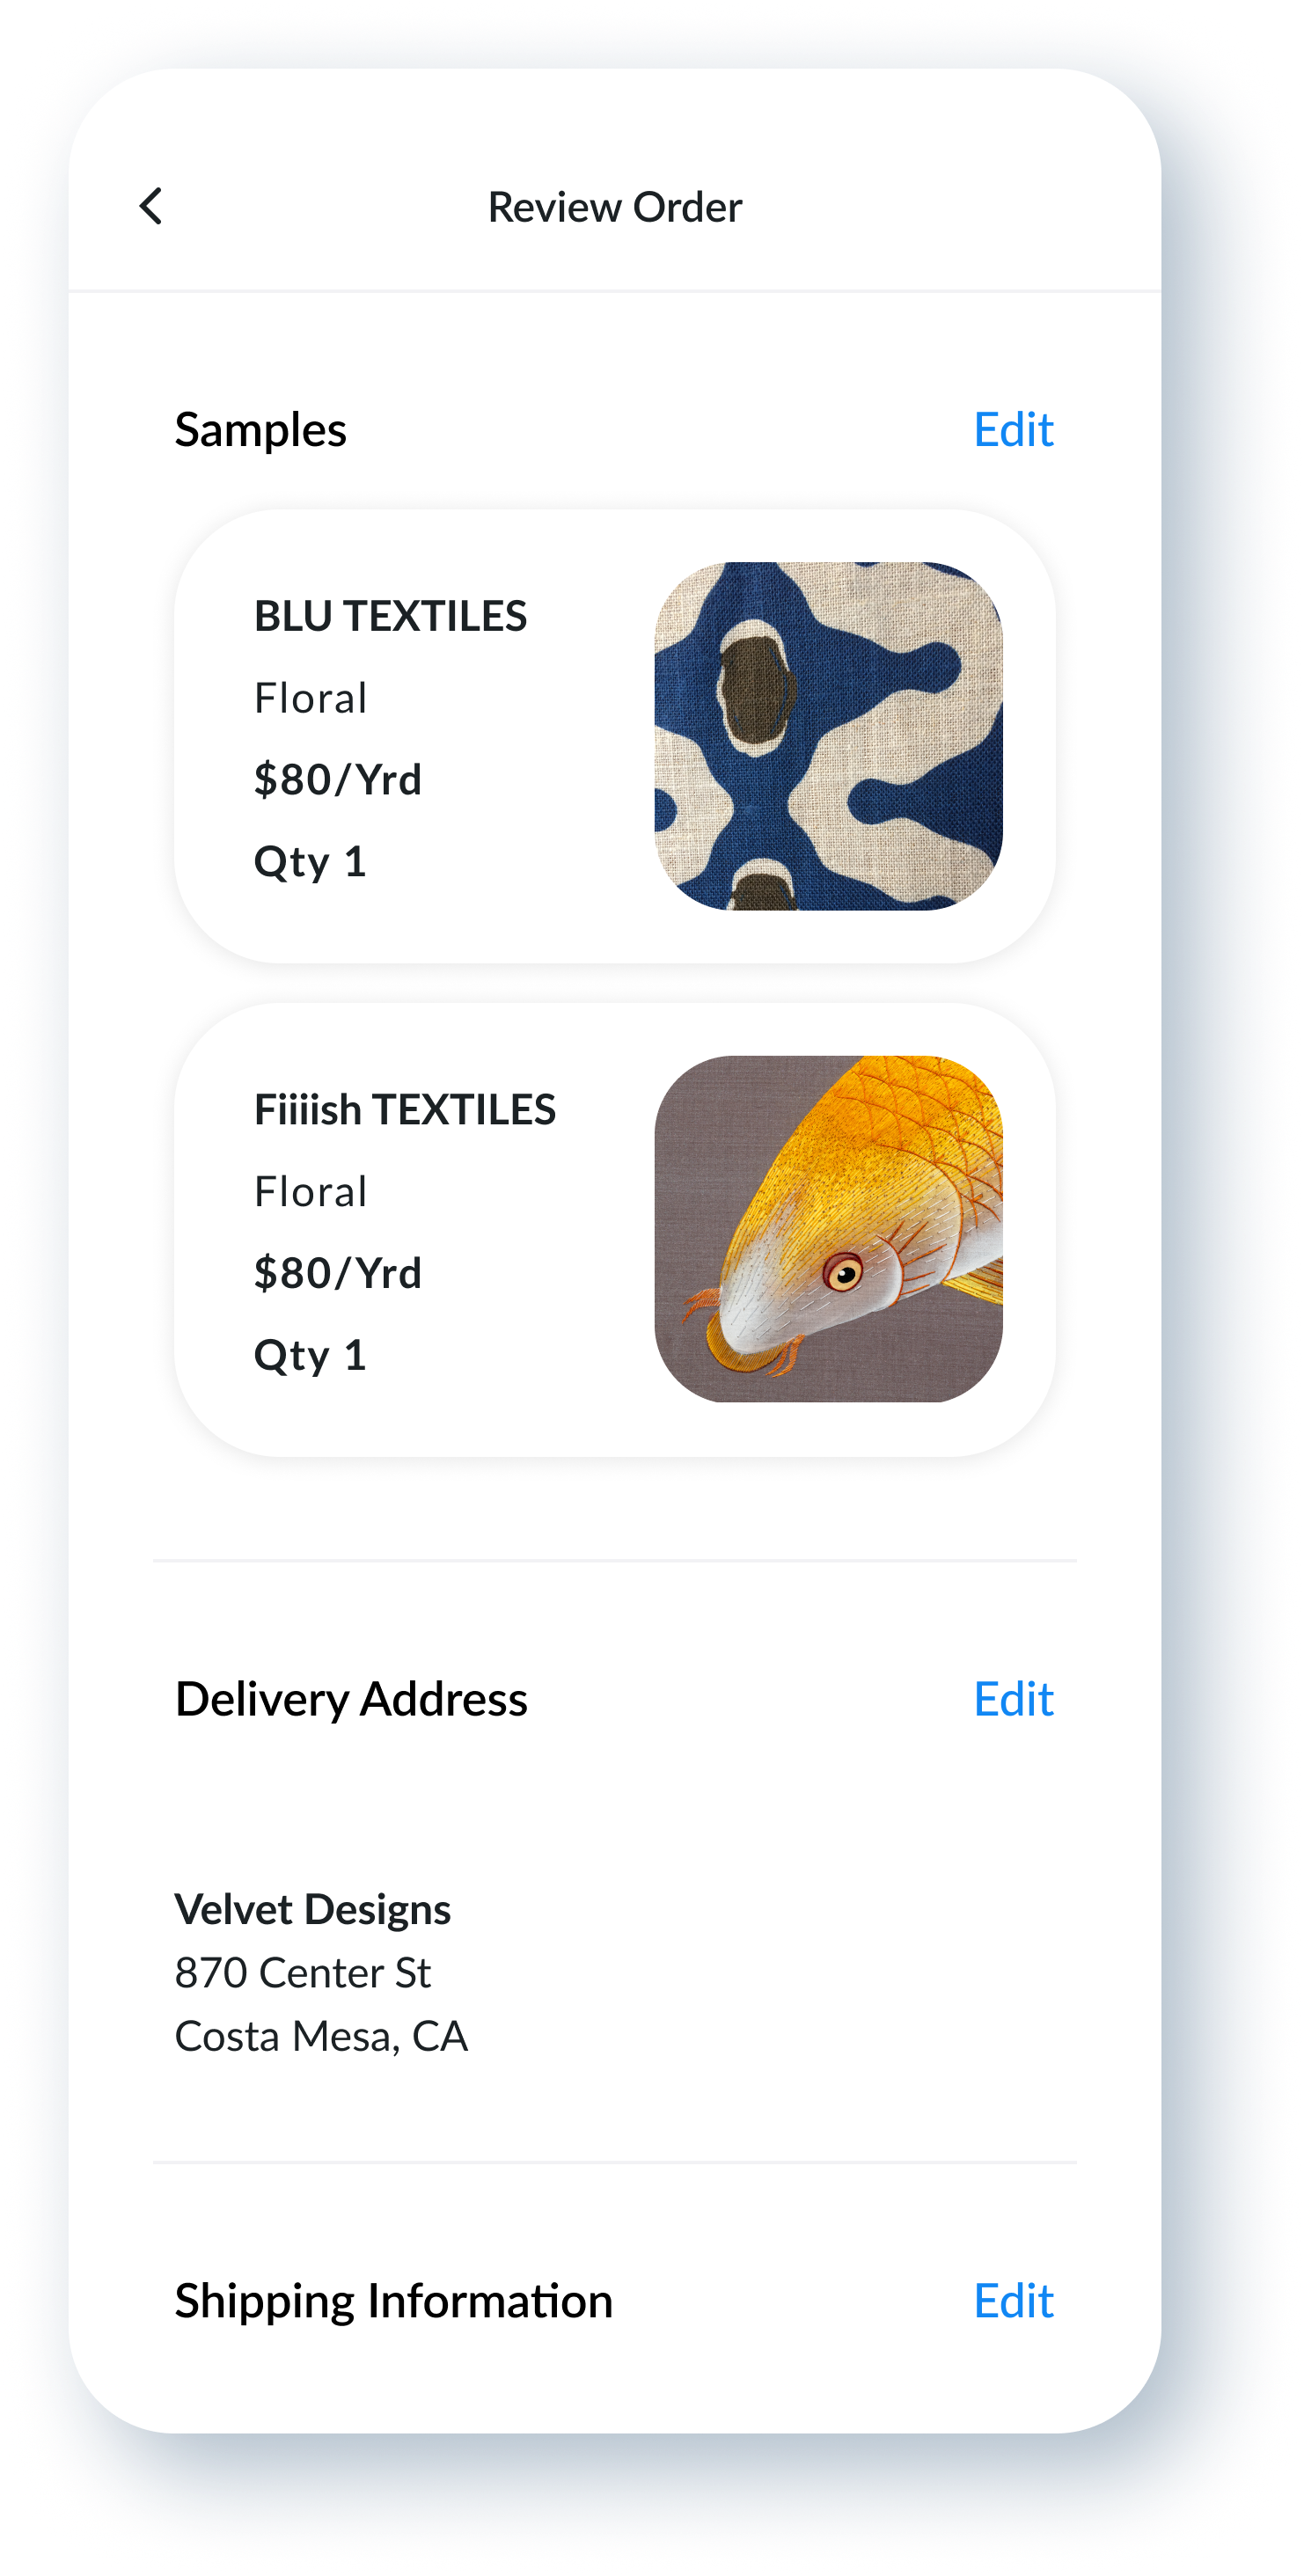 Review Order
Samples
Edit
BLU TEXTILES
Floral
$80/Yrd
Qty 1
Fiiiish TEXTILES
Floral
$80/Yrd
Qty 1
Delivery Address
Edit
Velvet Designs
870 Center St
Costa Mesa, CA
Shipping Information
Edit